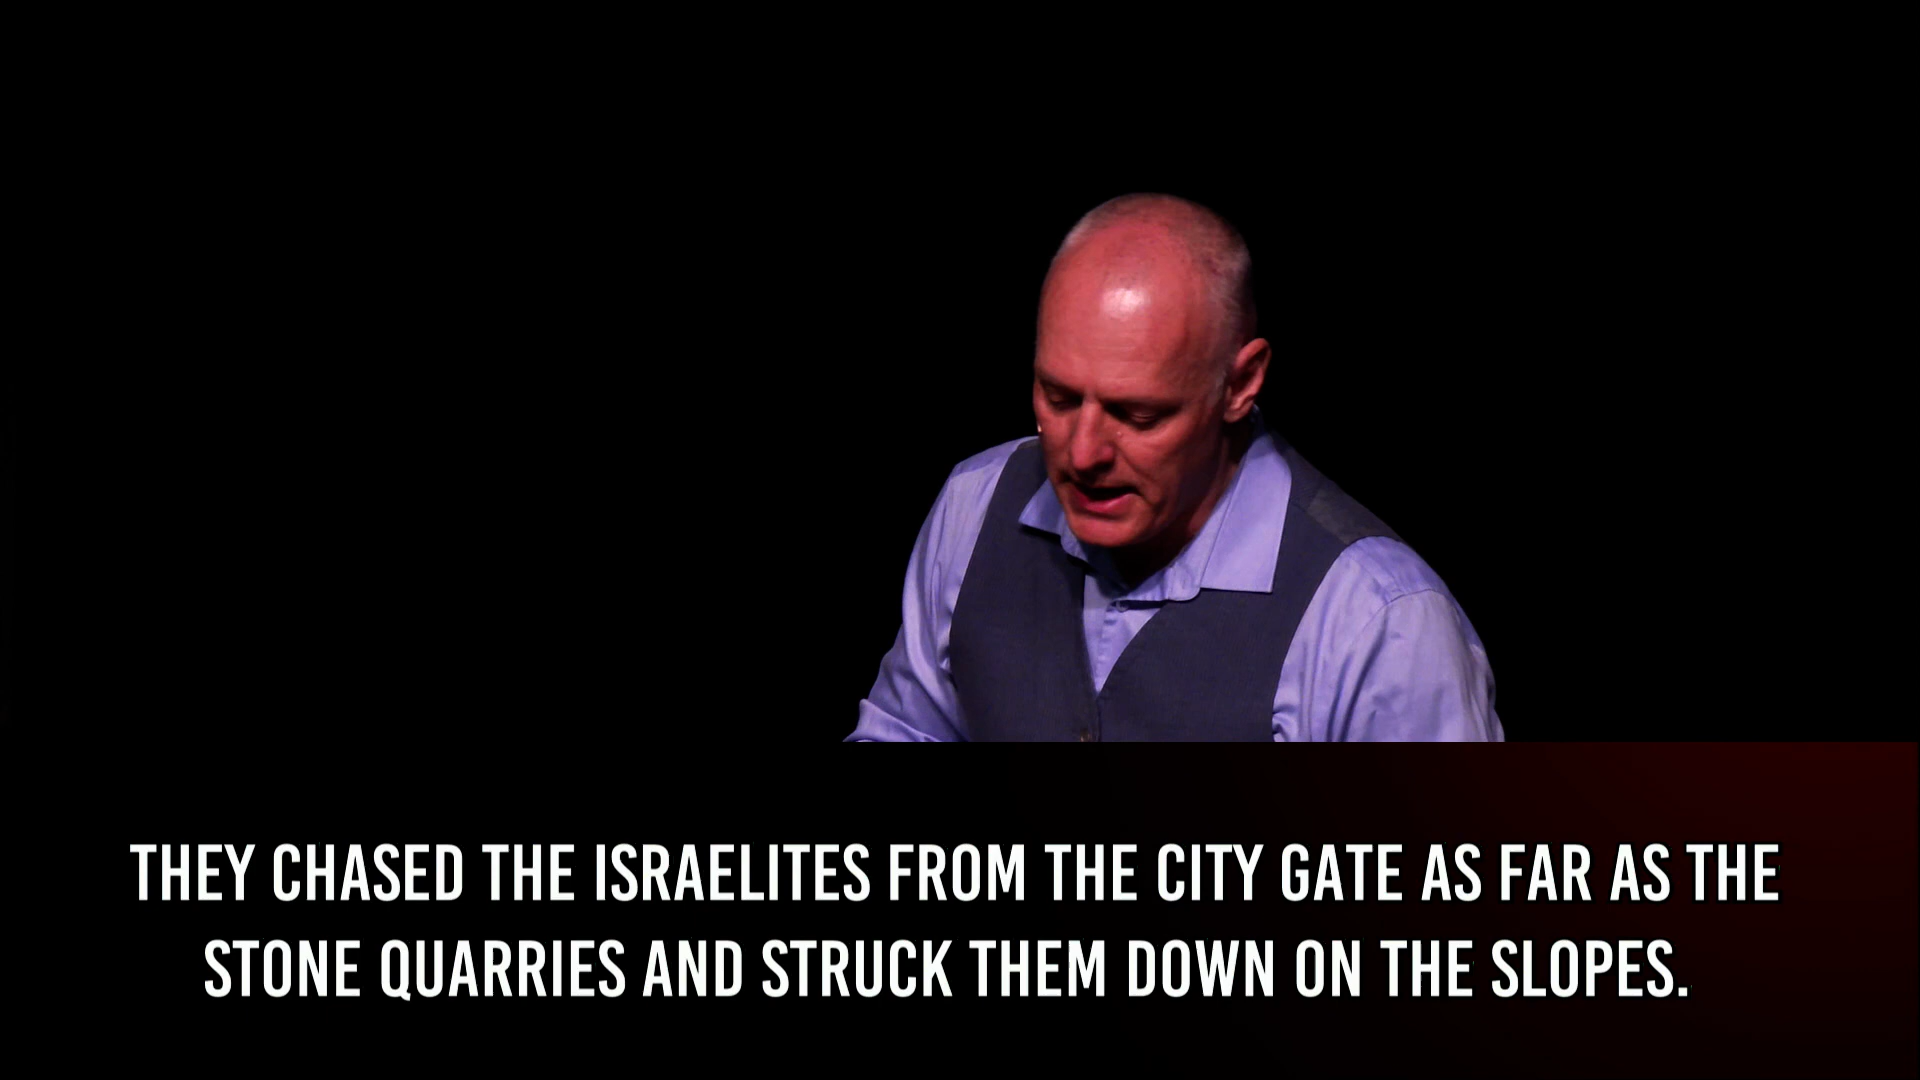 THEY CHASED THE ISRAELITES FROM THE CITY GATE AS FAR AS THE
STONE QUARRIES AND STRUCK THEM DOWN ON THE SLOPES.